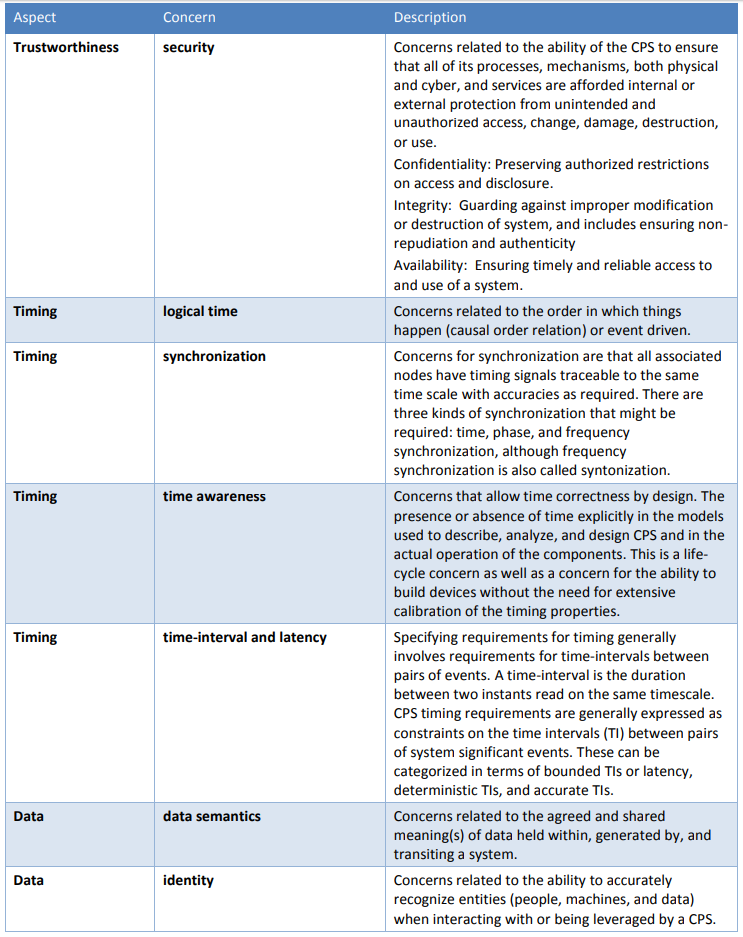 Aspect Concern Description
Trustworthiness security Concerns related to the ability of the CPS to ensure
that all of its processes, mechanisms, both physical
and cyber, and services are afforded internal or
external protection from unintended and
unauthorized access, change, damage, destruction,
or use.
Confidentiality: Preserving authorized restrictions
on access and disclosure.
Integrity:  Guarding against improper modification
or destruction of system, and includes ensuring non-
repudiation and authenticity
Availability:  Ensuring timely and reliable access to
and use of a system.
Timing logical time Concerns related to the order in which things
happen (causal order relation) or event driven.
Timing synchronization Concerns for synchronization are that all associated
nodes have timing signals traceable to the same
time scale with accuracies as required. There are
three kinds of synchronization that might be
required: time, phase, and frequency
synchronization, although frequency
synchronization is also called syntonization.
Timing time awareness Concerns that allow time correctness by design. The
presence or absence of time explicitly in the models
used to describe, analyze, and design CPS and in the
actual operation of the components. This is a life-
cycle concern as well as a concern for the ability to
build devices without the need for extensive
calibration of the timing properties.
Timing time-interval and latency Specifying requirements for timing generally
involves requirements for time-intervals between
pairs of events. A time-interval is the duration
between two instants read on the same timescale.
CPS timing requirements are generally expressed as
constraints on the time intervals (TI) between pairs
of system significant events. These can be
categorized in terms of bounded TIs or latency,
deterministic TIs, and accurate TIs.
Data data semantics Concerns related to the agreed and shared
meaning(s) of data held within, generated by, and
transiting a system.
Data identity Concerns related to the ability to accurately
recognize entities (people, machines, and data)
when interacting with or being leveraged by a CPS.